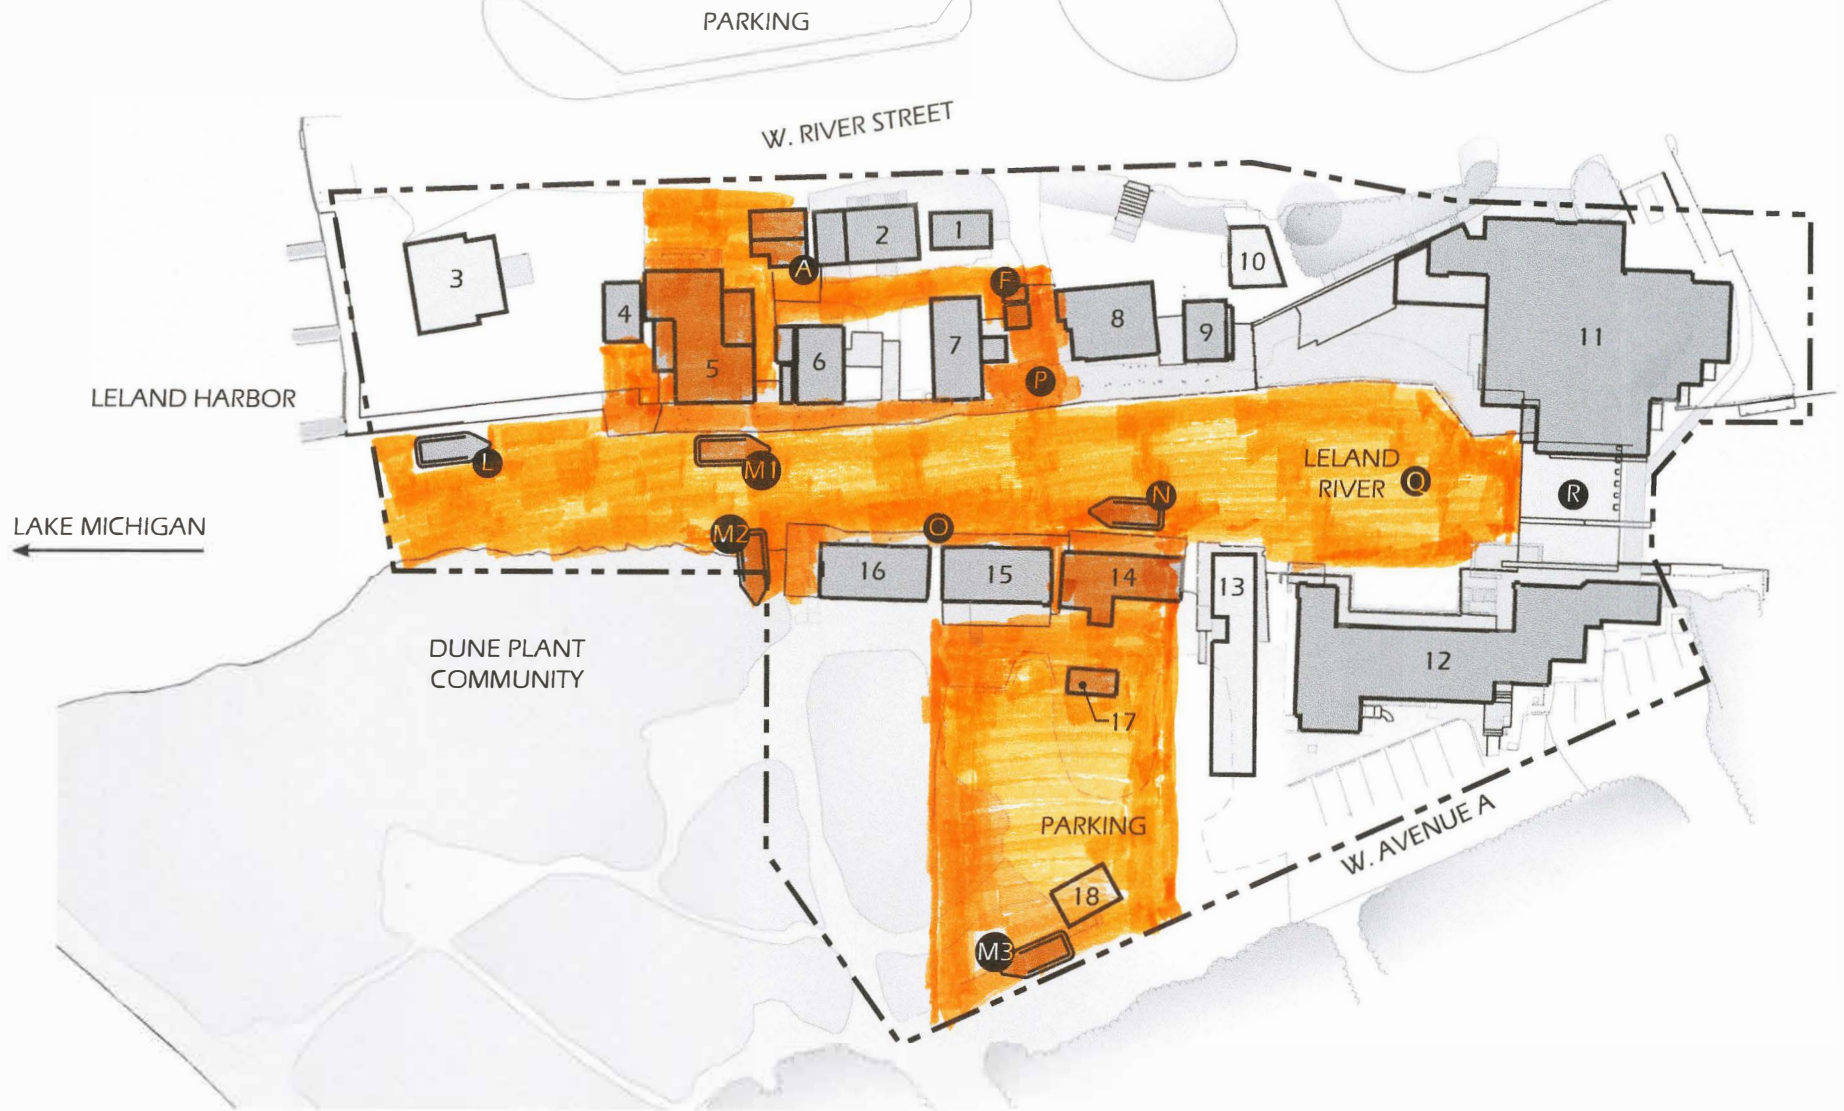 PARKING
W. RIVER STREET
A
2
1
F
3
4
10
5
6
7
8
9
11
P
LELAND HARBOR
L
M1
LELAND
RIVER
Q
R
N
LAKE MICHIGAN
M2
O
16
15
14
13
12
DUNE PLANT
COMMUNITY
17
PARKING
W. AVENUE A
18
M3